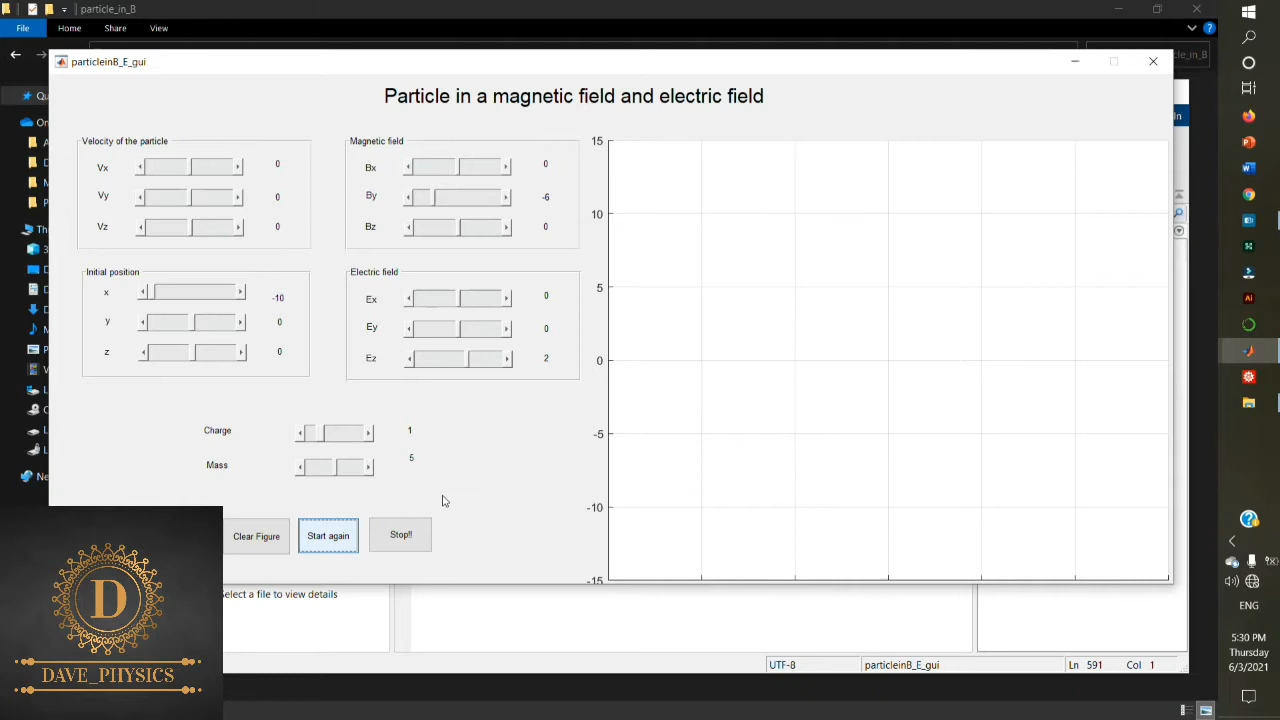 particle_in_B
File Home Share View
le_in_B
particleinB_E_gui
Particle in a magnetic field and electric field
Velocity of the particle
Vx 0
Vy 0
Vz 0
Magnetic field
Bx 0
By -6
Bz 0
Initial position
x -10
y 0
z 0
Electric field
Ex 0
Ey 0
Ez 2
Charge 1
Mass 5
Clear Figure Start again Stop!!
15
10
5
0
-5
-10
-15
Select a file to view details
UTF-8 particleinB_E_gui Ln 591 Col 1
D
DAVE_PHYSICS
ENG
5:30 PM
Thursday
6/3/2021